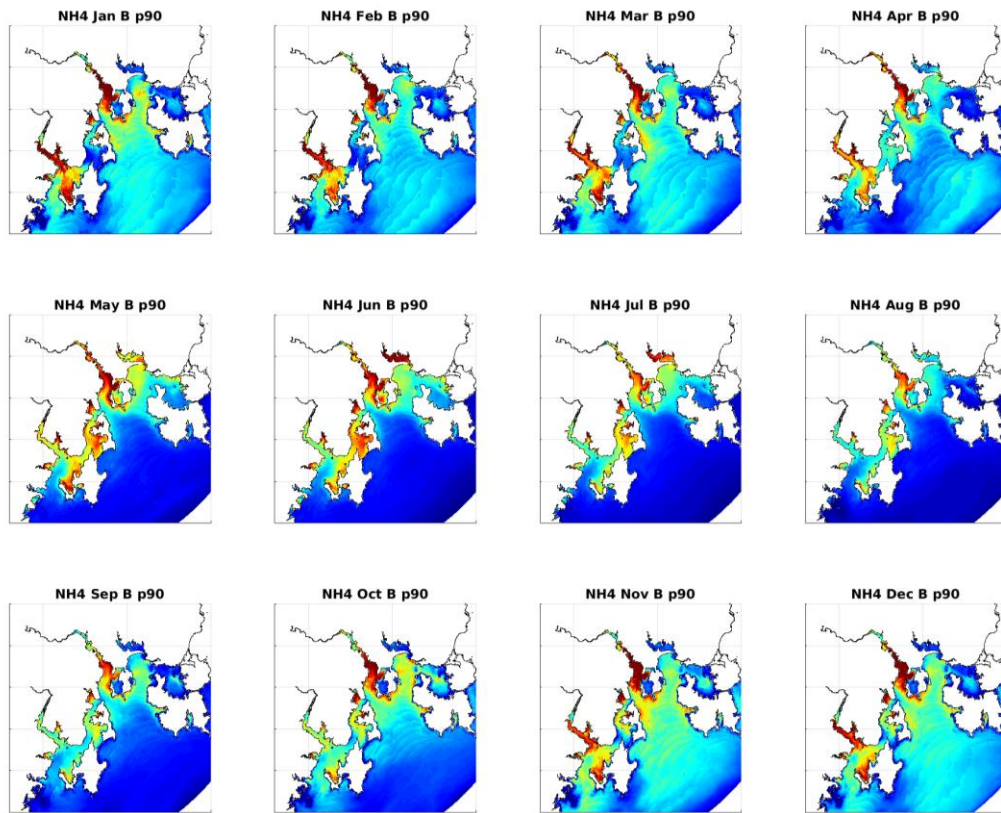 NH4 Jan B p90
NH4 Feb B p90
NH4 Mar B p90
NH4 Apr B p90
NH4 May B p90
NH4 Jun B p90
NH4 Jul B p90
NH4 Aug B p90
NH4 Sep B p90
NH4 Oct B p90
NH4 Nov B p90
NH4 Dec B p90